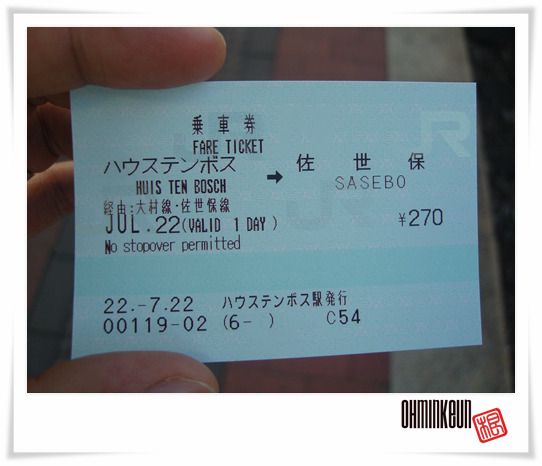 乗車券
FARE TICKET
ハウステンボス → 佐世保
HUIS TEN BOSCH SASEBO
経由:大村線・佐世保線
JUL.22(VALID 1 DAY) ¥270
No stopover permitted
22.-7.22 ハウステンボス駅発行
00119-02 (6- ) C54
OHMINKEUN
根